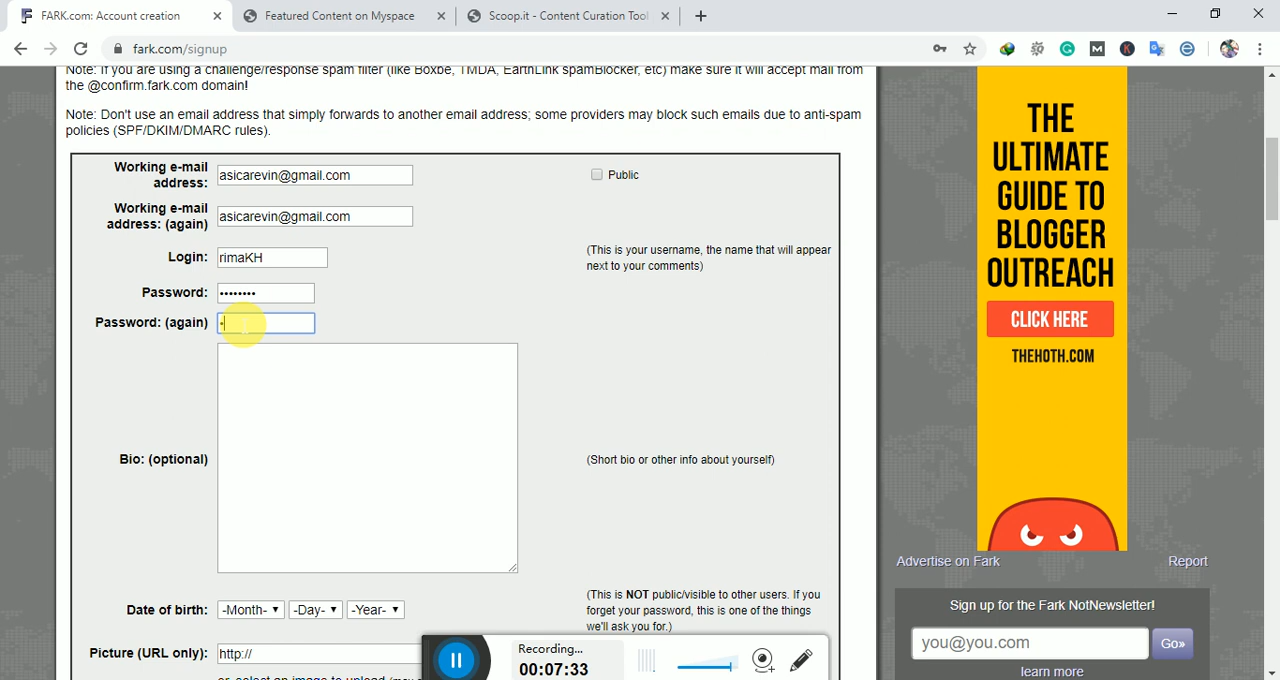 FARK.com: Account creation
Featured Content on Myspace
Scoop.it - Content Curation Tool
fark.com/signup
Note: If you are using a challenge/response spam filter (like Boxbe, TMDA, EarthLink spamBlocker, etc) make sure it will accept mail from
the @confirm.fark.com domain!
Note: Don't use an email address that simply forwards to another email address; some providers may block such emails due to anti-spam
policies (SPF/DKIM/DMARC rules).
Working e-mail
address:
asicarevin@gmail.com
Public
Working e-mail
address: (again)
asicarevin@gmail.com
Login:
rimaKH
(This is your username, the name that will appear
next to your comments)
Password:
••••••••
Password: (again)
•
Bio: (optional)
(Short bio or other info about yourself)
Date of birth:
-Month-
-Day-
-Year-
(This is NOT public/visible to other users. If you
forget your password, this is one of the things
we'll ask you for.)
Picture (URL only):
http://
or, select an image to upload
Recording...
00:07:33
THE
ULTIMATE
GUIDE TO
BLOGGER
OUTREACH
CLICK HERE
THEHOTH.COM
Advertise on Fark
Report
Sign up for the Fark NotNewsletter!
you@you.com
Go»
learn more